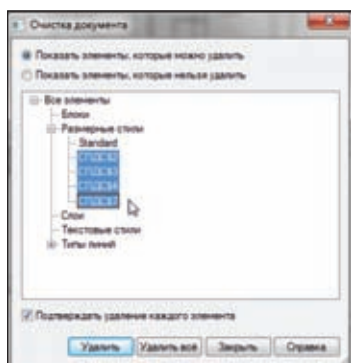 Очистка документа
Показать элементы, которые можно удалить
Показать элементы, которые нельзя удалить
Все элементы
Блоки
Размерные стили
Standard
Слои
Текстовые стили
Типы линий
Подтверждать удаление каждого элемента
Удалить Удалить все Закрыть Справка